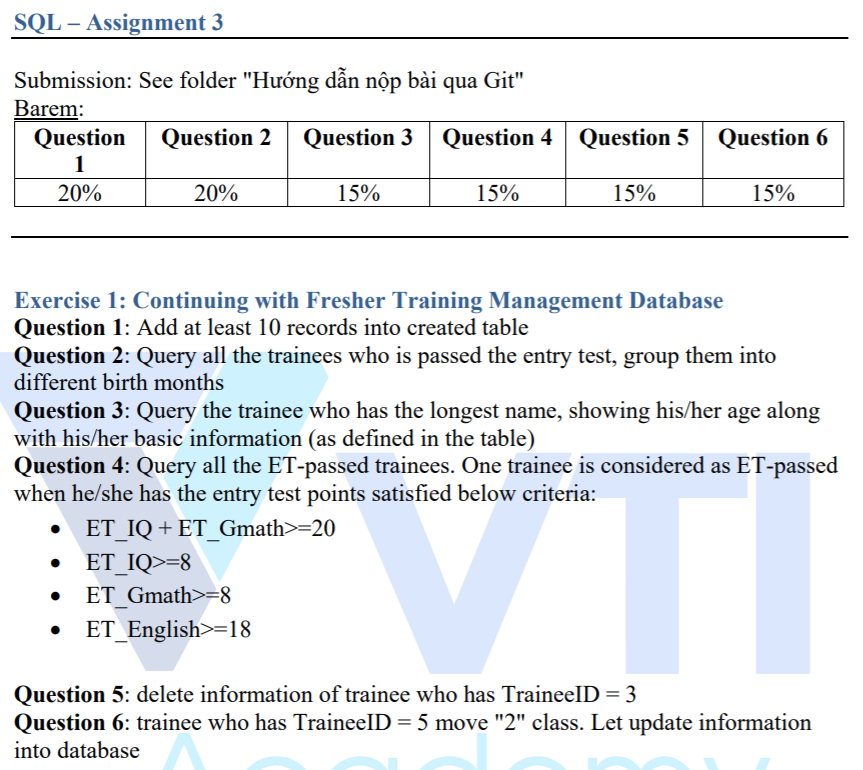 SQL – Assignment 3
Submission: See folder "Hướng dẫn nộp bài qua Git"
Barem:
Question 1 Question 2 Question 3 Question 4 Question 5 Question 6
20% 20% 15% 15% 15% 15%
Exercise 1: Continuing with Fresher Training Management Database
Question 1: Add at least 10 records into created table
Question 2: Query all the trainees who is passed the entry test, group them into
different birth months
Question 3: Query the trainee who has the longest name, showing his/her age along
with his/her basic information (as defined in the table)
Question 4: Query all the ET-passed trainees. One trainee is considered as ET-passed
when he/she has the entry test points satisfied below criteria:
• ET_IQ + ET_Gmath>=20
• ET_IQ>=8
• ET_Gmath>=8
• ET_English>=18
Question 5: delete information of trainee who has TraineeID = 3
Question 6: trainee who has TraineeID = 5 move "2" class. Let update information
into database
VTI
Academy